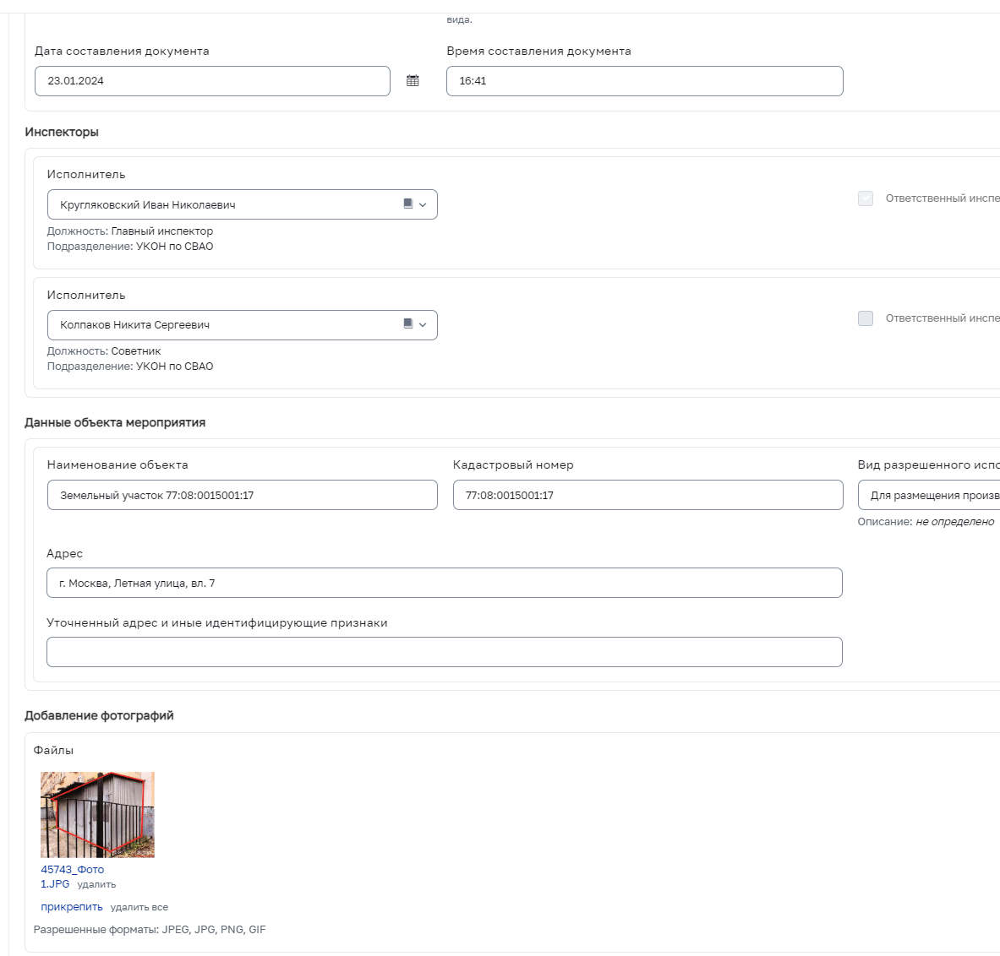 вида.
Дата составления документа
Время составления документа
23.01.2024
16:41
Инспекторы
Исполнитель
Кругляковский Иван Николаевич
Ответственный инспе
Должность: Главный инспектор
Подразделение: УКОН по СВАО
Исполнитель
Колпаков Никита Сергеевич
Ответственный инспе
Должность: Советник
Подразделение: УКОН по СВАО
Данные объекта мероприятия
Наименование объекта
Кадастровый номер
Вид разрешенного испо
Земельный участок 77:08:0015001:17
77:08:0015001:17
Для размещения произв
Описание: не определено
Адрес
г. Москва, Летная улица, вл. 7
Уточненный адрес и иные идентифицирующие признаки
Добавление фотографий
Файлы
45743_Фото
1.JPG удалить
прикрепить удалить все
Разрешенные форматы: JPEG, JPG, PNG, GIF